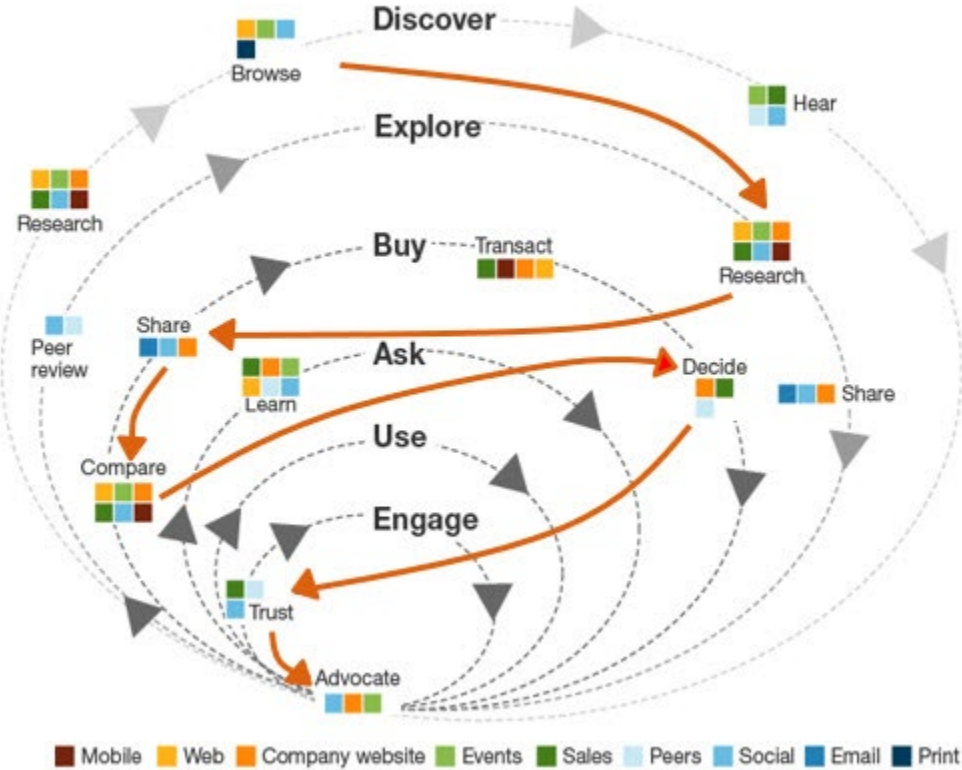 Discover
Browse
Hear
Explore
Research
Research
Buy
Transact
Share
Peer
review
Ask
Decide
Learn
Share
Use
Compare
Engage
Trust
Advocate
Mobile Web Company website Events Sales Peers Social Email Print